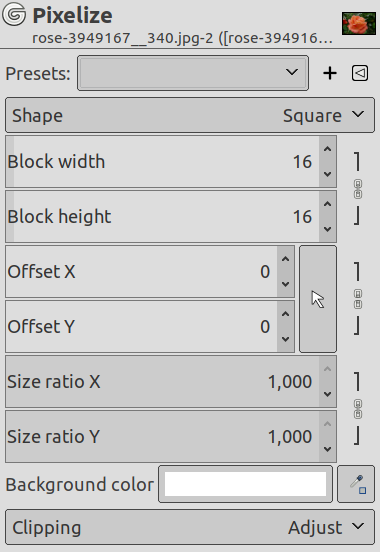 Pixelize
rose-3949167__340.jpg-2 ([rose-394916...
Presets:
Shape Square
Block width 16
Block height 16
Offset X 0
Offset Y 0
Size ratio X 1,000
Size ratio Y 1,000
Background color
Clipping Adjust